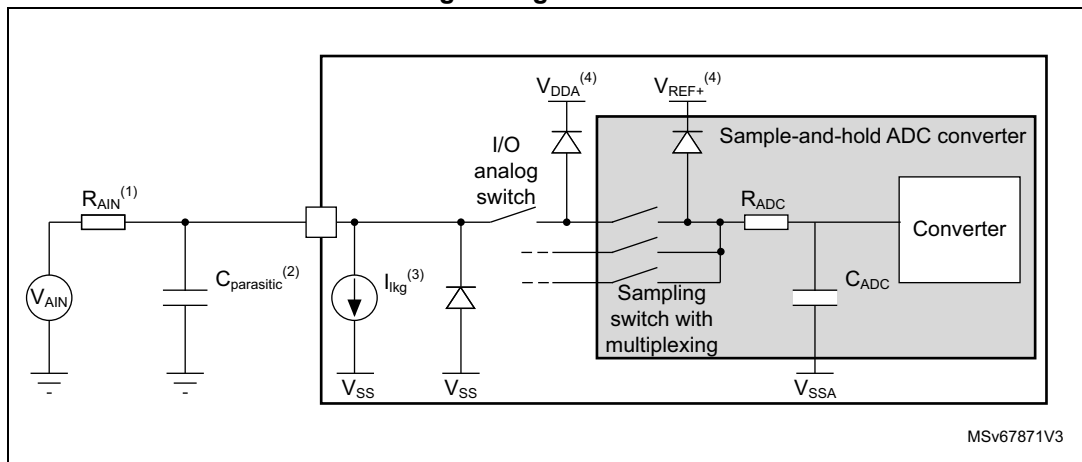 V_DDA^(4)
V_REF+^(4)
Sample-and-hold ADC converter
I/O
analog
switch
R_AIN^(1)
R_ADC
Converter
V_AIN
C_parasitic^(2)
I_lkg^(3)
C_ADC
Sampling
switch with
multiplexing
V_SS
V_SS
V_SSA
MSv67871V3